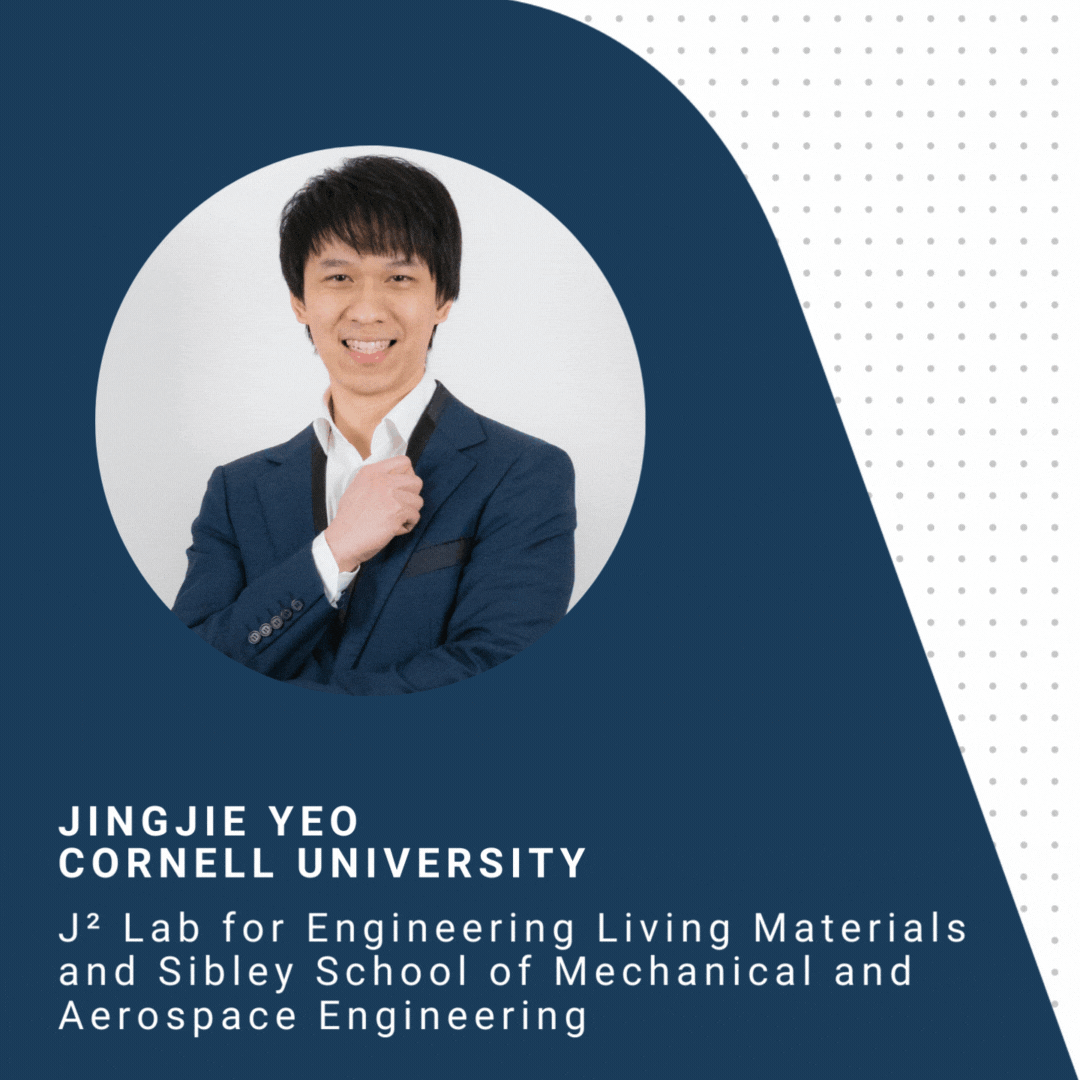 JINGJIE YEO
CORNELL UNIVERSITY
J² Lab for Engineering Living Materials
and Sibley School of Mechanical and
Aerospace Engineering